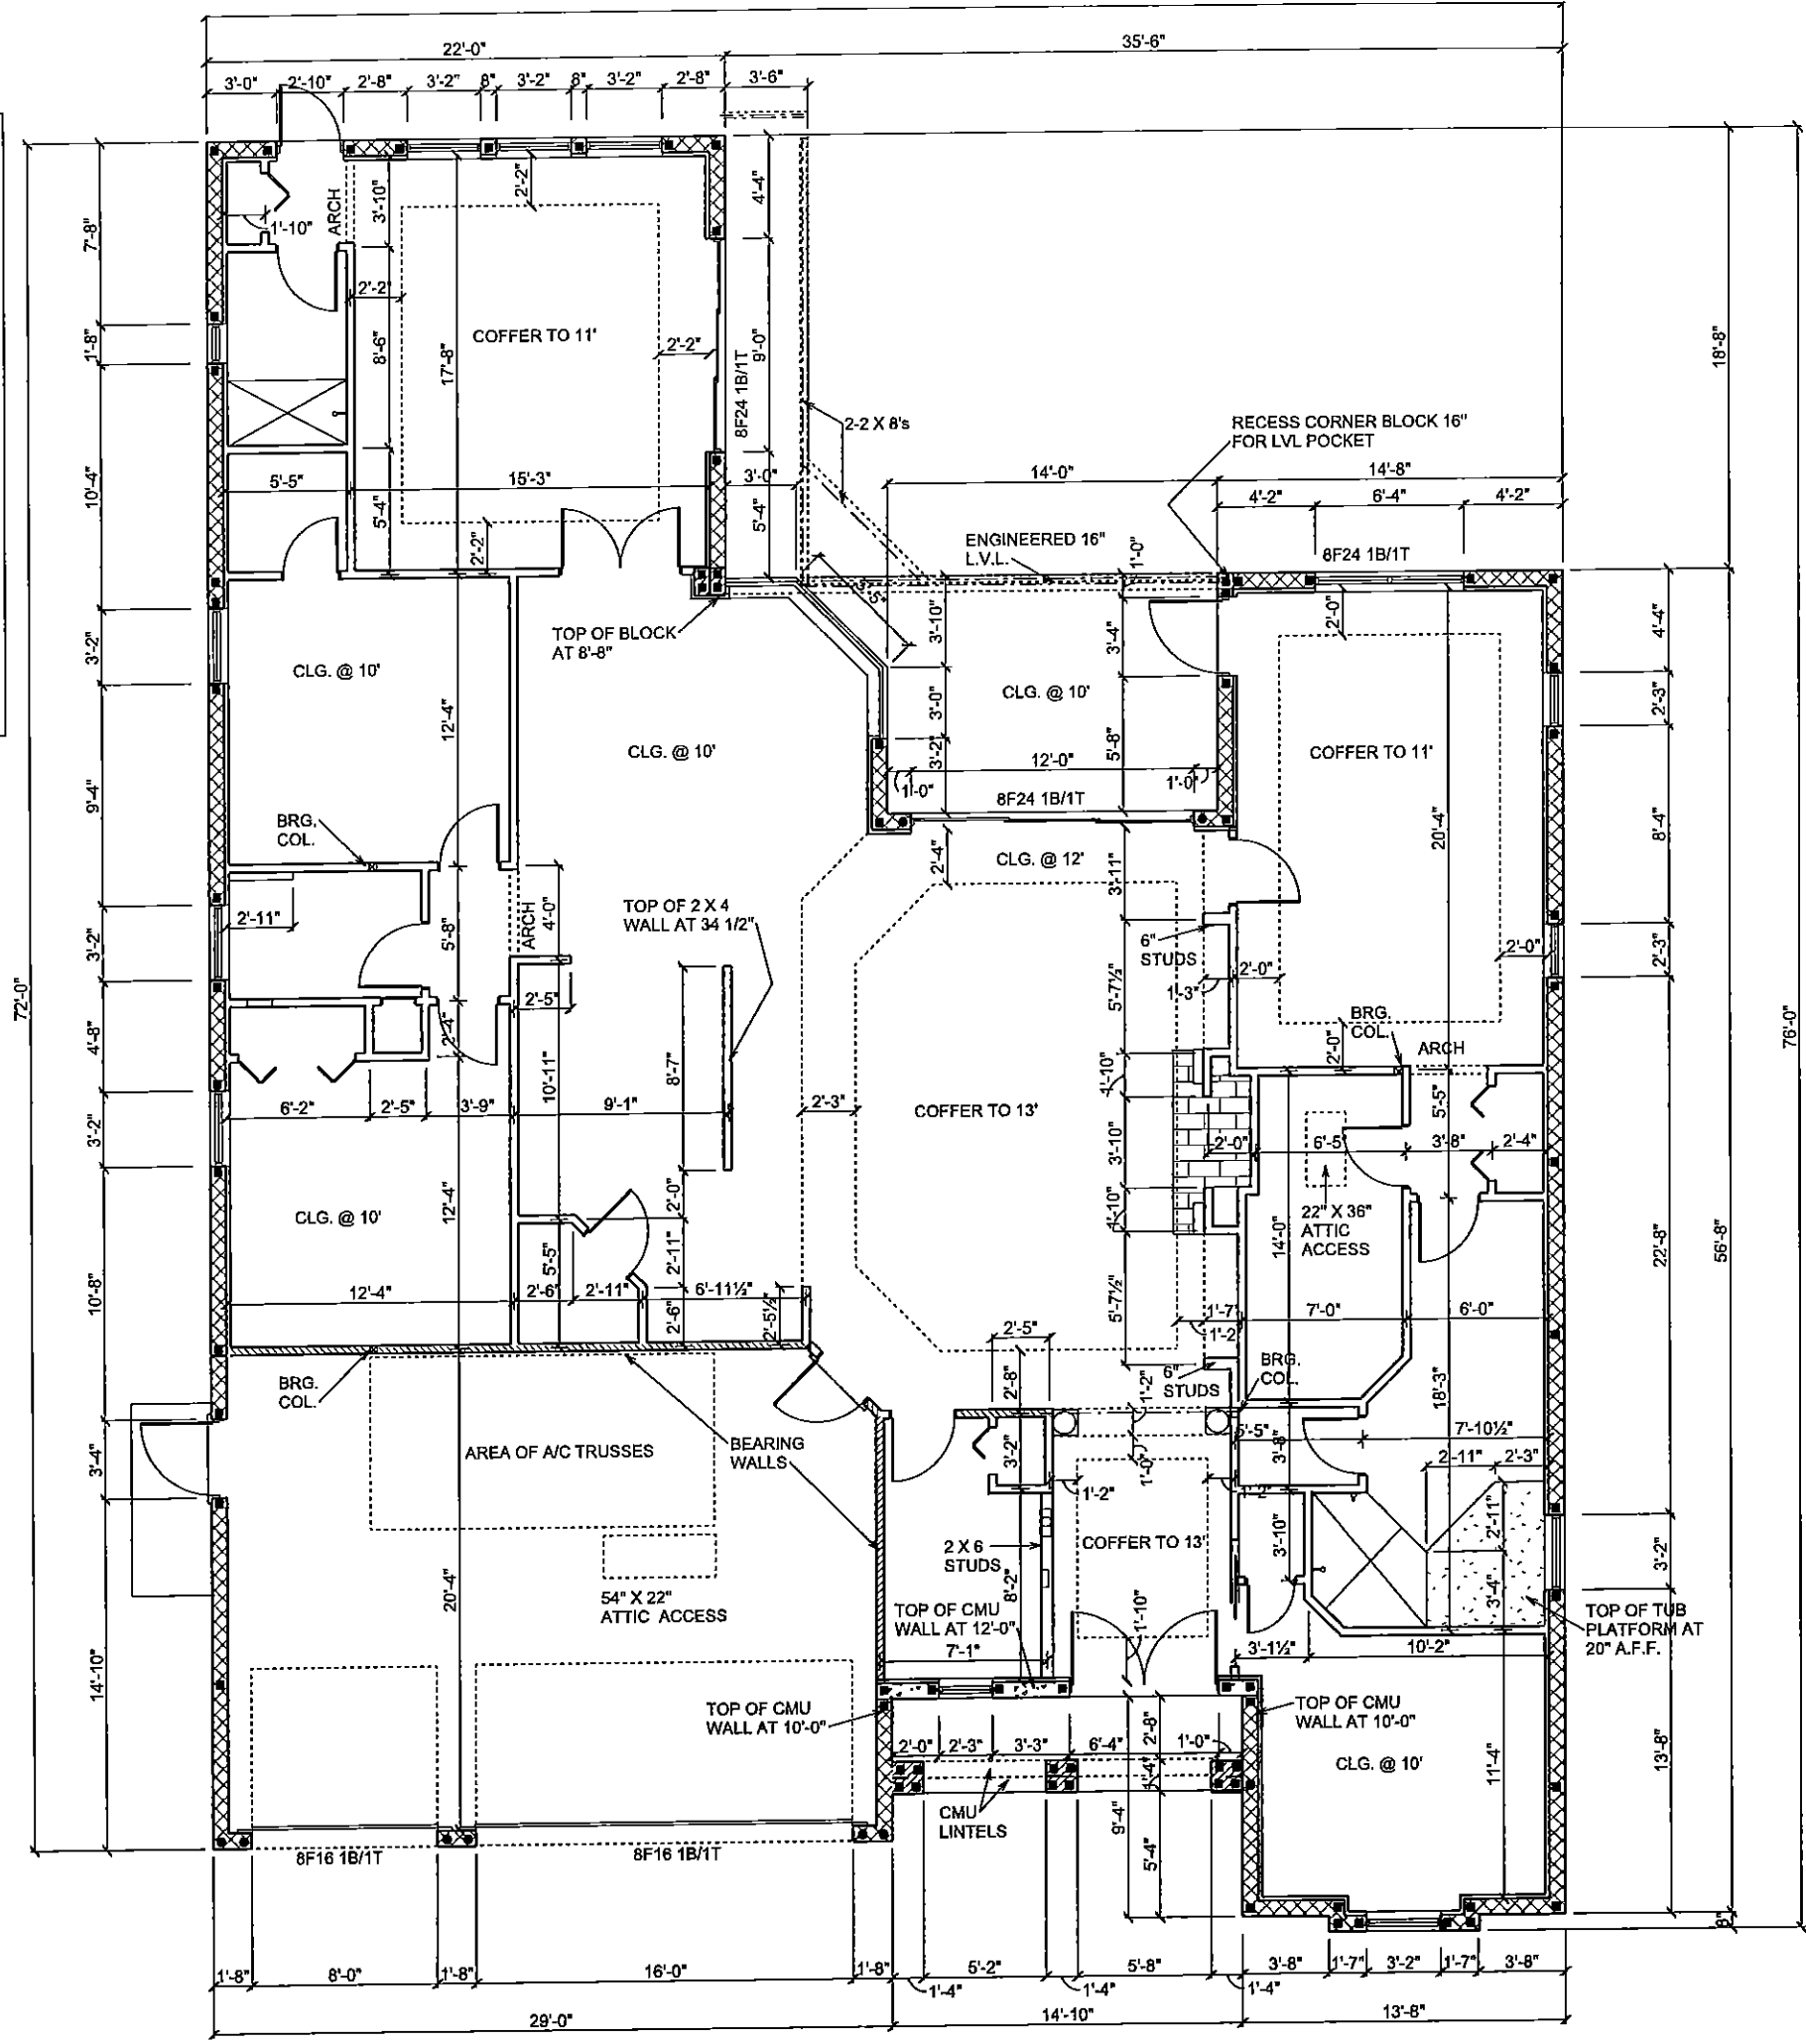 22'-0"
35'-6"
3'-0"
2'-10"
2'-8"
3'-2"
8"
3'-2"
8"
3'-2"
2'-8"
3'-6"
7'-8"
1'-10"
ARCH
3'-10"
2'-2"
4'-4"
1'-8"
2'-2"
8'-6"
17'-8"
COFFER TO 11'
2'-2"
8F24 1B/1T
9'-0"
18'-8"
2-2 X 8's
RECESS CORNER BLOCK 16"
FOR LVL POCKET
10'-4"
5'-5"
15'-3"
5'-4"
2'-2"
3'-0"
5'-4"
14'-0"
14'-8"
4'-2"
6'-4"
4'-2"
ENGINEERED 16"
L.V.L.
1'-0"
8F24 1B/1T
TOP OF BLOCK
AT 8'-8"
3'-10"
3'-4"
2'-0"
4'-4"
3'-2"
CLG. @ 10'
12'-4"
CLG. @ 10'
CLG. @ 10'
3'-0"
2'-3"
COFFER TO 11'
3'-2"
12'-0"
5'-8"
1'-0"
1'-0"
8F24 1B/1T
9'-4"
BRG.
COL.
20'-4"
8'-4"
2'-4"
CLG. @ 12'
3'-11"
2'-11"
3'-2"
5'-8"
ARCH
4'-0"
TOP OF 2 X 4
WALL AT 34 1/2"
6"
STUDS
2'-0"
2'-0"
2'-3"
72'-0"
76'-0"
2'-5"
5'-7½"
1'-3"
BRG.
COL.
ARCH
2'-0"
4'-8"
2'-4"
10'-11"
8'-7"
1'-10"
5'-5"
6'-2"
2'-5"
3'-9"
9'-1"
2'-3"
COFFER TO 13'
3'-10"
2'-0"
6'-5"
3'-8"
2'-4"
3'-2"
2'-0"
1'-10"
22" X 36"
ATTIC
ACCESS
CLG. @ 10'
12'-4"
5'-5"
2'-11"
14'-0"
22'-8"
56'-8"
10'-8"
12'-4"
2'-6"
2'-11"
6'-11½"
2'-6"
2'-5½"
5'-7½"
1'-7"
1'-2"
7'-0"
6'-0"
2'-5"
2'-8"
6"
STUDS
1'-2"
BRG.
COL.
18'-3"
BRG.
COL.
AREA OF A/C TRUSSES
BEARING
WALLS
3'-4"
3'-2"
1'-0"
5'-5"
3'-8"
7'-10½"
2'-11"
2'-3"
1'-2"
1'-2"
2 X 6
STUDS
COFFER TO 13'
3'-10"
2'-11"
3'-2"
3'-4"
54" X 22"
ATTIC ACCESS
20'-4"
8'-2"
TOP OF CMU
WALL AT 12'-0"
1'-10"
TOP OF TUB
PLATFORM AT
20" A.F.F.
7'-1"
3'-1½"
10'-2"
14'-10"
TOP OF CMU
WALL AT 10'-0"
TOP OF CMU
WALL AT 10'-0"
2'-0"
2'-3"
3'-3"
6'-4"
2'-8"
1'-0"
CLG. @ 10'
11'-4"
13'-8"
1'-4"
CMU
LINTELS
9'-4"
5'-4"
8F16 1B/1T
8F16 1B/1T
8"
1'-8"
8'-0"
1'-8"
16'-0"
1'-8"
1'-4"
5'-2"
1'-4"
5'-8"
1'-4"
3'-8"
1'-7"
3'-2"
1'-7"
3'-8"
29'-0"
14'-10"
13'-8"